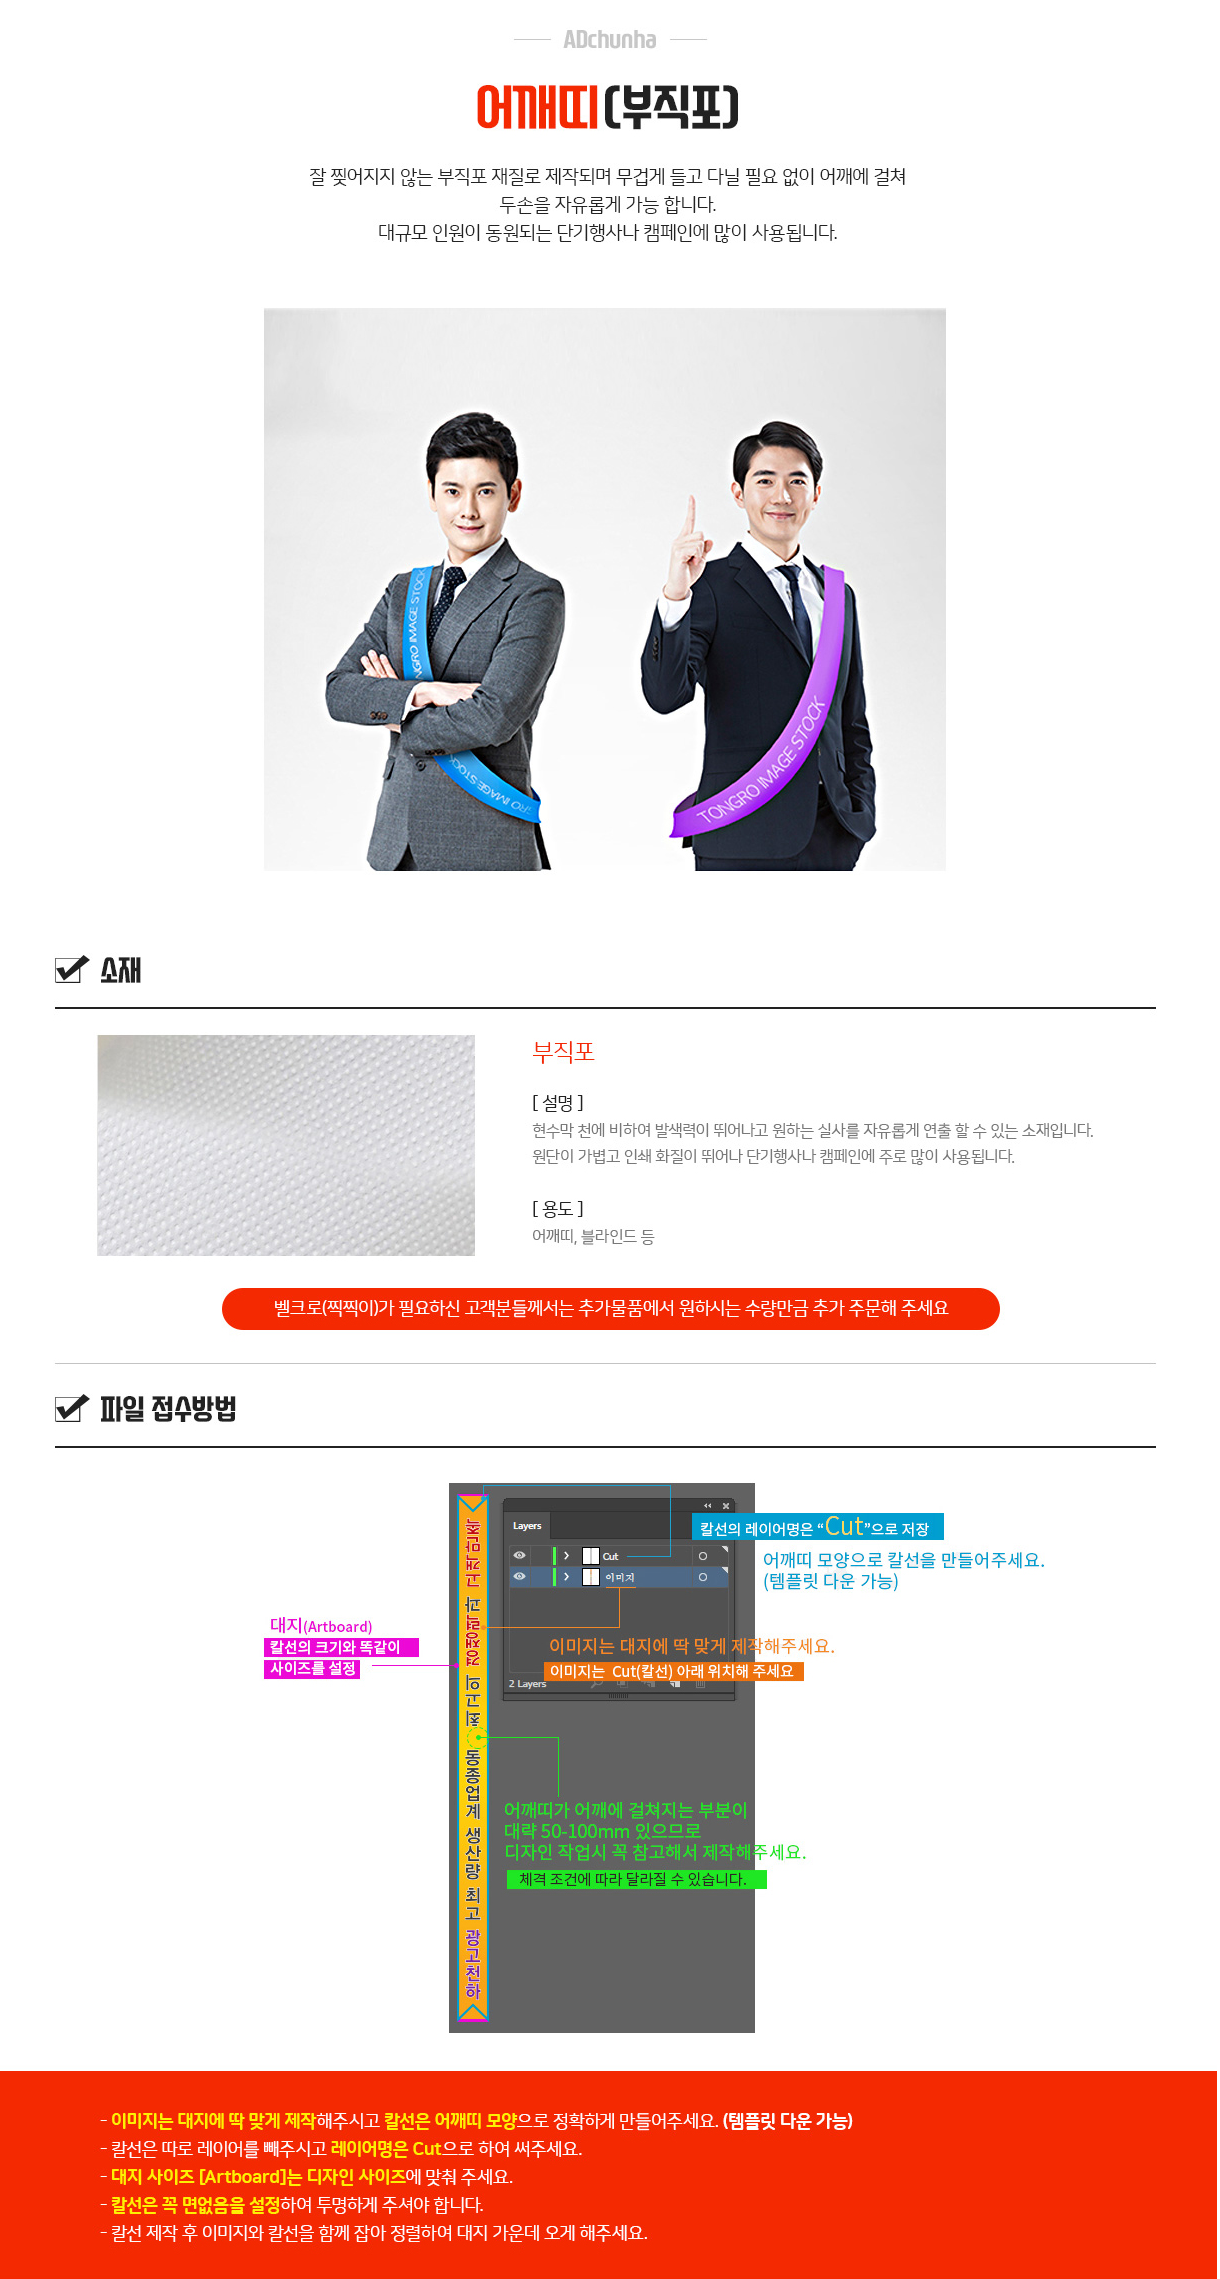 ADchunha
어깨띠(부직포)
잘 찢어지지 않는 부직포 재질로 제작되며 무겁게 들고 다닐 필요 없이 어깨에 걸쳐
두손을 자유롭게 가능 합니다.
대규모 인원이 동원되는 단기행사나 캠페인에 많이 사용됩니다.
NGRO IMAGE STOCK
RO IMAGE STOCK
TONGRO IMAGE STOCK
소재
부직포
[ 설명 ]
현수막 천에 비하여 발색력이 뛰어나고 원하는 실사를 자유롭게 연출 할 수 있는 소재입니다.
원단이 가볍고 인쇄 화질이 뛰어나 단기행사나 캠페인에 주로 많이 사용됩니다.
[ 용도 ]
어깨띠, 블라인드 등
벨크로(찍찍이)가 필요하신 고객분들께서는 추가물품에서 원하시는 수량만큼 추가 주문해 주세요
파일 접수방법
Layers
Cut
이미지
2 Layers
칼선의 레이어명은 “Cut”으로 저장
어깨띠 모양으로 칼선을 만들어주세요.
(템플릿 다운 가능)
대지(Artboard)
칼선의 크기와 똑같이
사이즈를 설정
이미지는 대지에 딱 맞게 제작해주세요.
이미지는 Cut(칼선) 아래 위치해 주세요
고객만족과 경쟁력 최고의
동종업계 생산량 최고 광고천하
어깨띠가 어깨에 걸쳐지는 부분이
대략 50-100mm 있으므로
디자인 작업시 꼭 참고해서 제작해주세요.
체격 조건에 따라 달라질 수 있습니다.
- 이미지는 대지에 딱 맞게 제작해주시고 칼선은 어깨띠 모양으로 정확하게 만들어주세요. (템플릿 다운 가능)
- 칼선은 따로 레이어를 빼주시고 레이어명은 Cut으로 하여 써주세요.
- 대지 사이즈 [Artboard]는 디자인 사이즈에 맞춰 주세요.
- 칼선은 꼭 면없음을 설정하여 투명하게 주셔야 합니다.
- 칼선 제작 후 이미지와 칼선을 함께 잡아 정렬하여 대지 가운데 오게 해주세요.